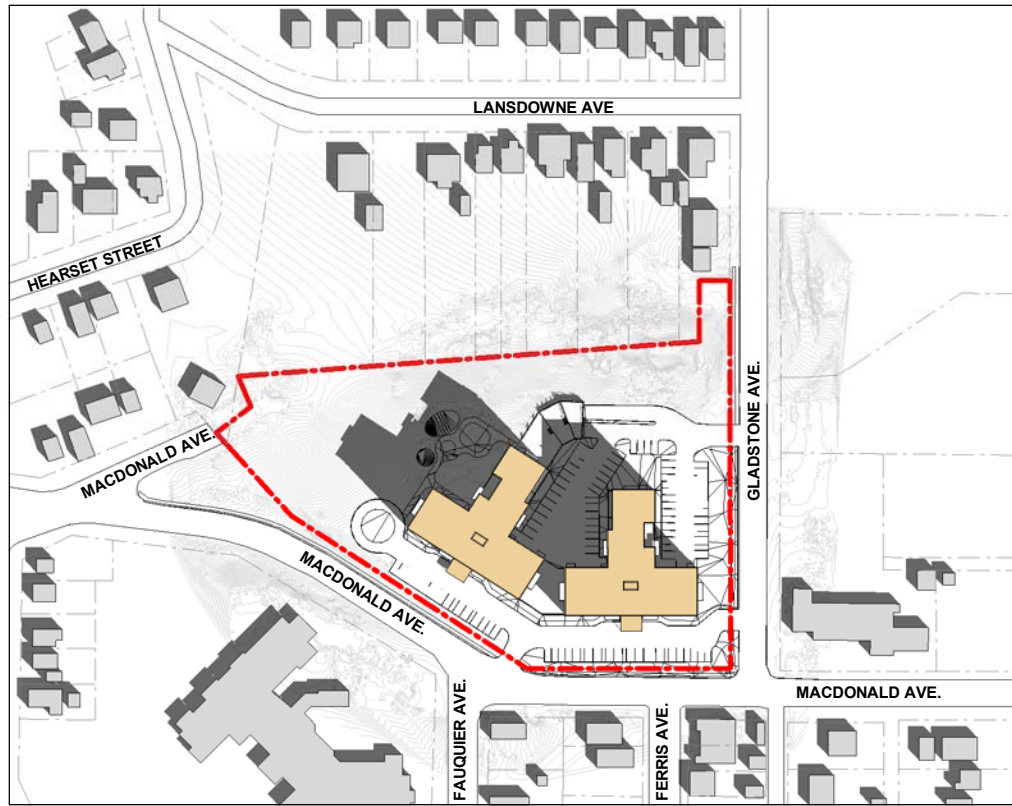 LANSDOWNE AVE
HEARSET STREET
GLADSTONE AVE.
MACDONALD AVE.
MACDONALD AVE.
MACDONALD AVE.
FAUQUIER AVE.
FERRIS AVE.